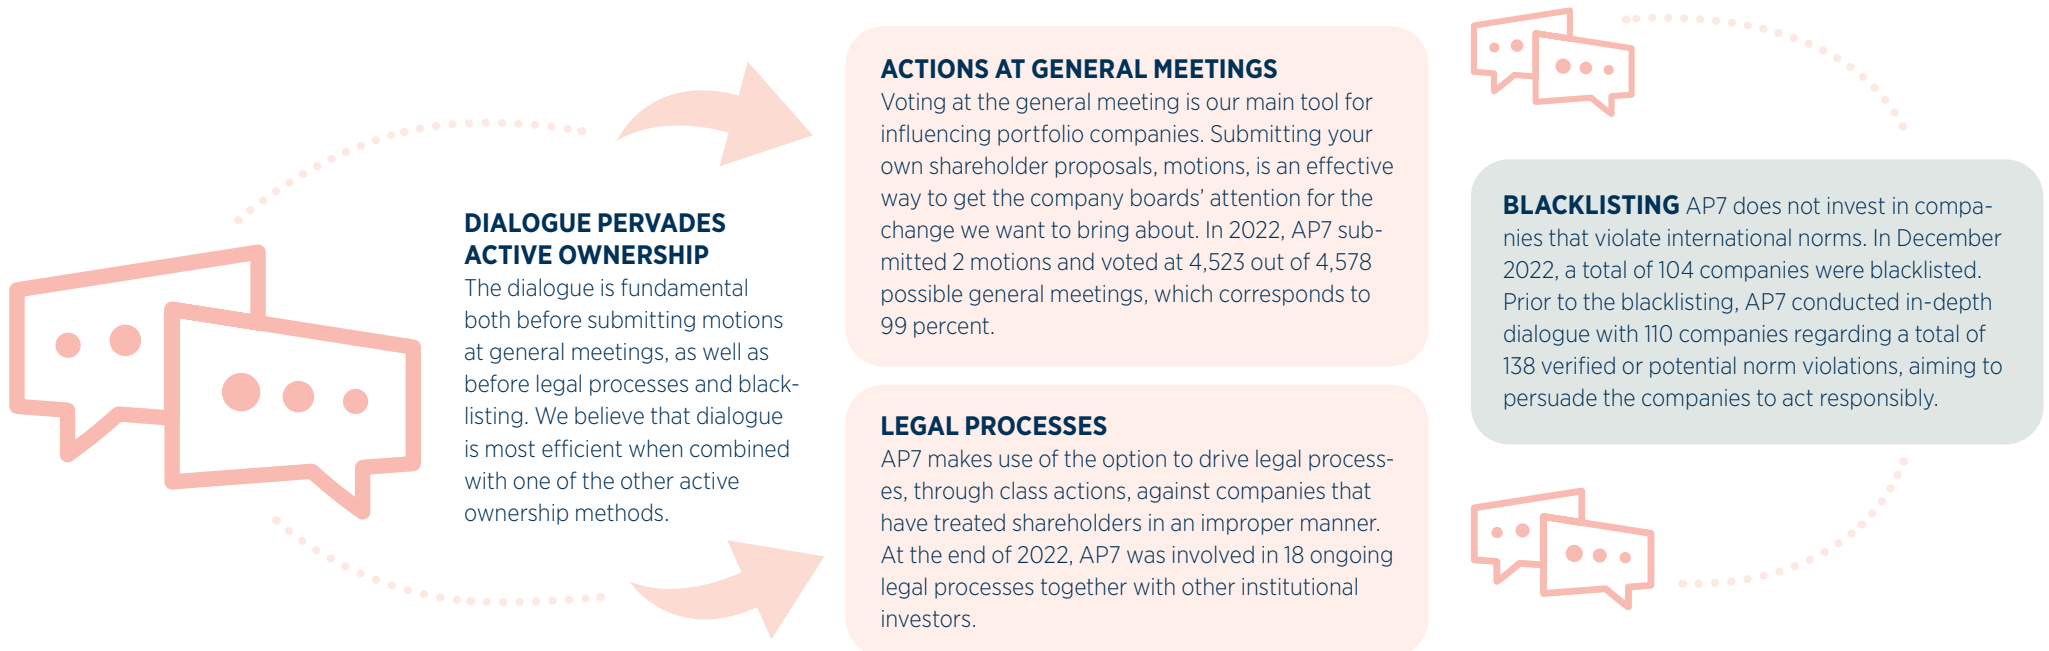 DIALOGUE PERVADES
ACTIVE OWNERSHIP
The dialogue is fundamental
both before submitting motions
at general meetings, as well as
before legal processes and black-
listing. We believe that dialogue
is most efficient when combined
with one of the other active
ownership methods.
ACTIONS AT GENERAL MEETINGS
Voting at the general meeting is our main tool for
influencing portfolio companies. Submitting your
own shareholder proposals, motions, is an effective
way to get the company boards’ attention for the
change we want to bring about. In 2022, AP7 sub-
mitted 2 motions and voted at 4,523 out of 4,578
possible general meetings, which corresponds to
99 percent.
LEGAL PROCESSES
AP7 makes use of the option to drive legal process-
es, through class actions, against companies that
have treated shareholders in an improper manner.
At the end of 2022, AP7 was involved in 18 ongoing
legal processes together with other institutional
investors.
BLACKLISTING AP7 does not invest in compa-
nies that violate international norms. In December
2022, a total of 104 companies were blacklisted.
Prior to the blacklisting, AP7 conducted in-depth
dialogue with 110 companies regarding a total of
138 verified or potential norm violations, aiming to
persuade the companies to act responsibly.